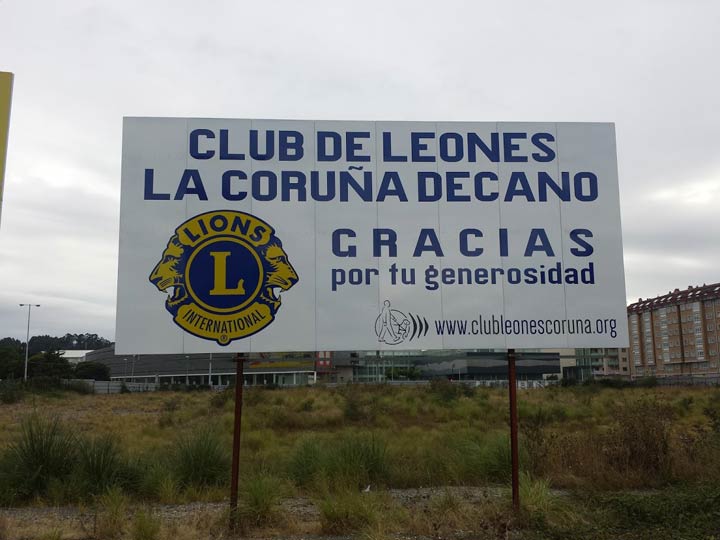 CLUB DE LEONES
LA CORUÑA DECANO
LIONS
L
INTERNATIONAL
®
GRACIAS
por tu generosidad
www.clubleonescoruna.org